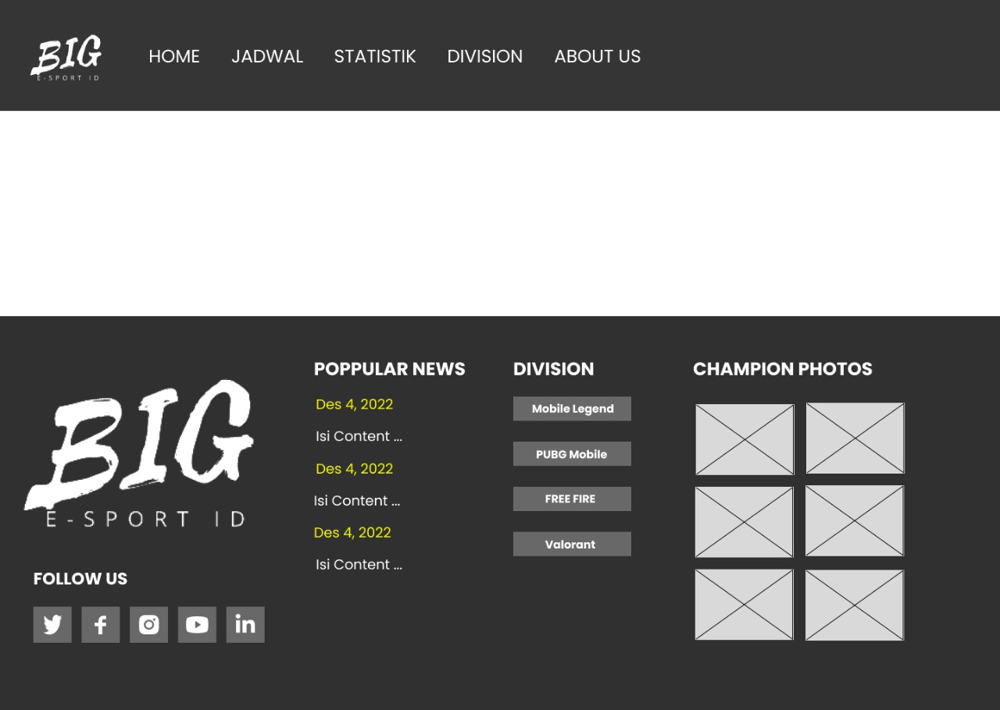 BIG
E-SPORT ID
HOME JADWAL STATISTIK DIVISION ABOUT US
BIG
E-SPORT ID
FOLLOW US
POPPULAR NEWS
Des 4, 2022
Isi Content ...
Des 4, 2022
Isi Content ...
Des 4, 2022
Isi Content ...
DIVISION
Mobile Legend
PUBG Mobile
FREE FIRE
Valorant
CHAMPION PHOTOS